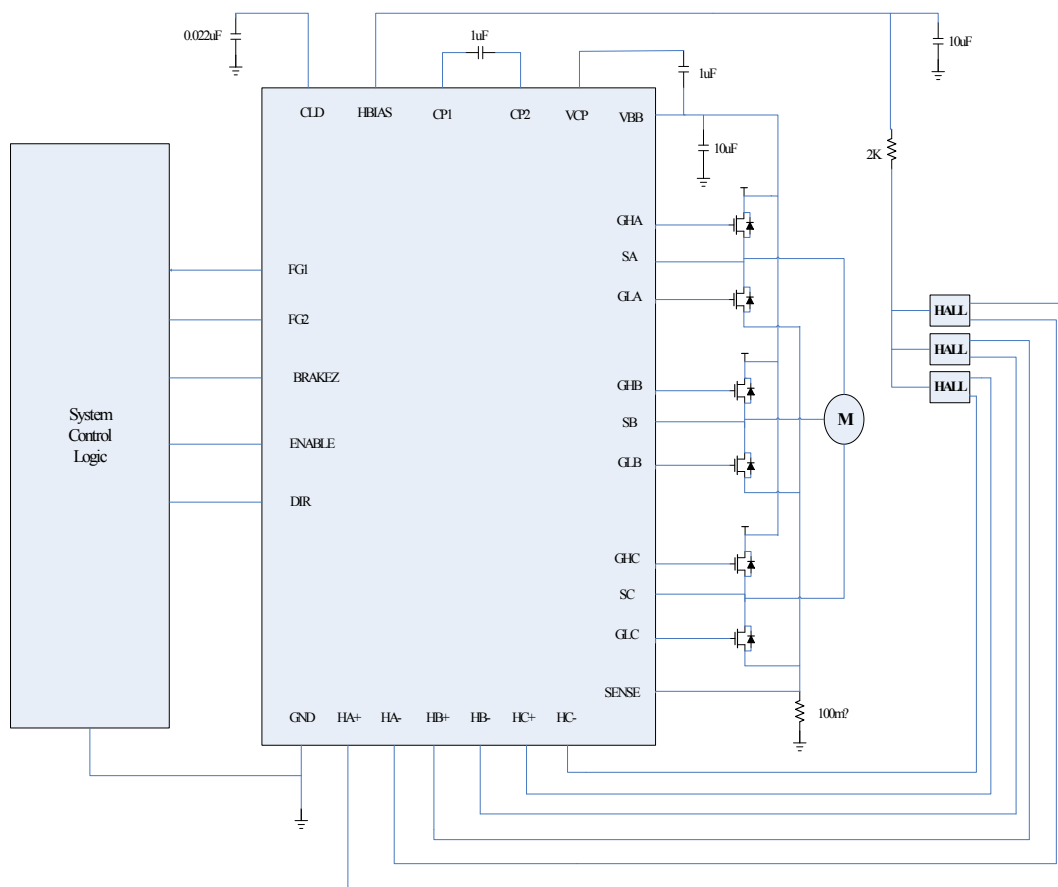 0.022uF
1uF
10uF
1uF
CLD
HBIAS
CP1
CP2
VCP
VBB
10uF
2K
GHA
SA
GLA
FG1
FG2
BRAKEZ
ENABLE
DIR
System
Control
Logic
HALL
HALL
HALL
GHB
SB
GLB
M
GHC
SC
GLC
SENSE
100m?
GND
HA+
HA-
HB+
HB-
HC+
HC-